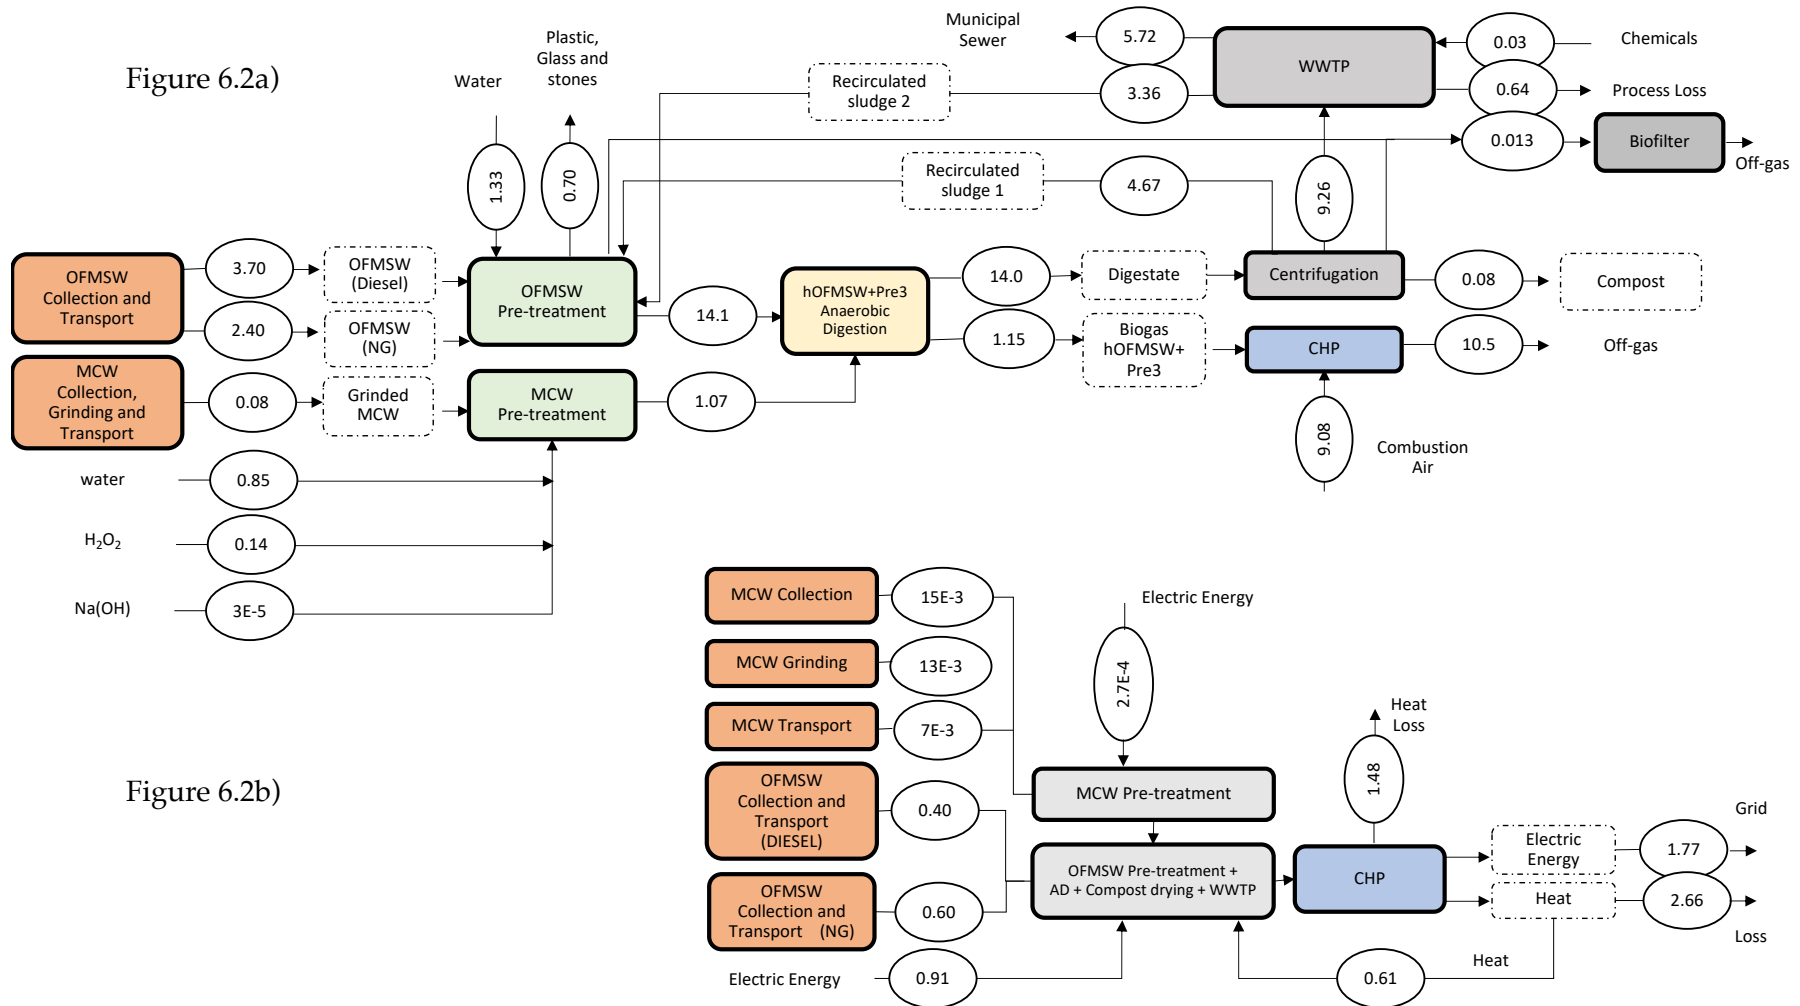 Figure 6.2a)
Water
Plastic,
Glass and
stones
Municipal
Sewer
5.72
WWTP
0.03
Chemicals
Recirculated
sludge 2
3.36
0.64
Process Loss
0.013
Biofilter
Off-gas
1.33
0.70
Recirculated
sludge 1
4.67
9.26
OFMSW
Collection and
Transport
3.70
OFMSW
(Diesel)
2.40
OFMSW
(NG)
OFMSW
Pre-treatment
14.1
hOFMSW+Pre3
Anaerobic
Digestion
14.0
Digestate
Centrifugation
0.08
Compost
1.15
Biogas
hOFMSW+
Pre3
CHP
10.5
Off-gas
MCW
Collection,
Grinding and
Transport
0.08
Grinded
MCW
MCW
Pre-treatment
1.07
9.08
Combustion
Air
water
0.85
H₂O₂
0.14
Na(OH)
3E-5
Figure 6.2b)
MCW Collection
15E-3
Electric Energy
MCW Grinding
13E-3
2.7E-4
MCW Transport
7E-3
Heat
Loss
1.48
OFMSW
Collection and
Transport
(DIESEL)
0.40
MCW Pre-treatment
OFMSW Pre-treatment +
AD + Compost drying + WWTP
CHP
Electric
Energy
1.77
Grid
Heat
2.66
Loss
OFMSW
Collection and
Transport (NG)
0.60
Electric Energy
0.91
0.61
Heat